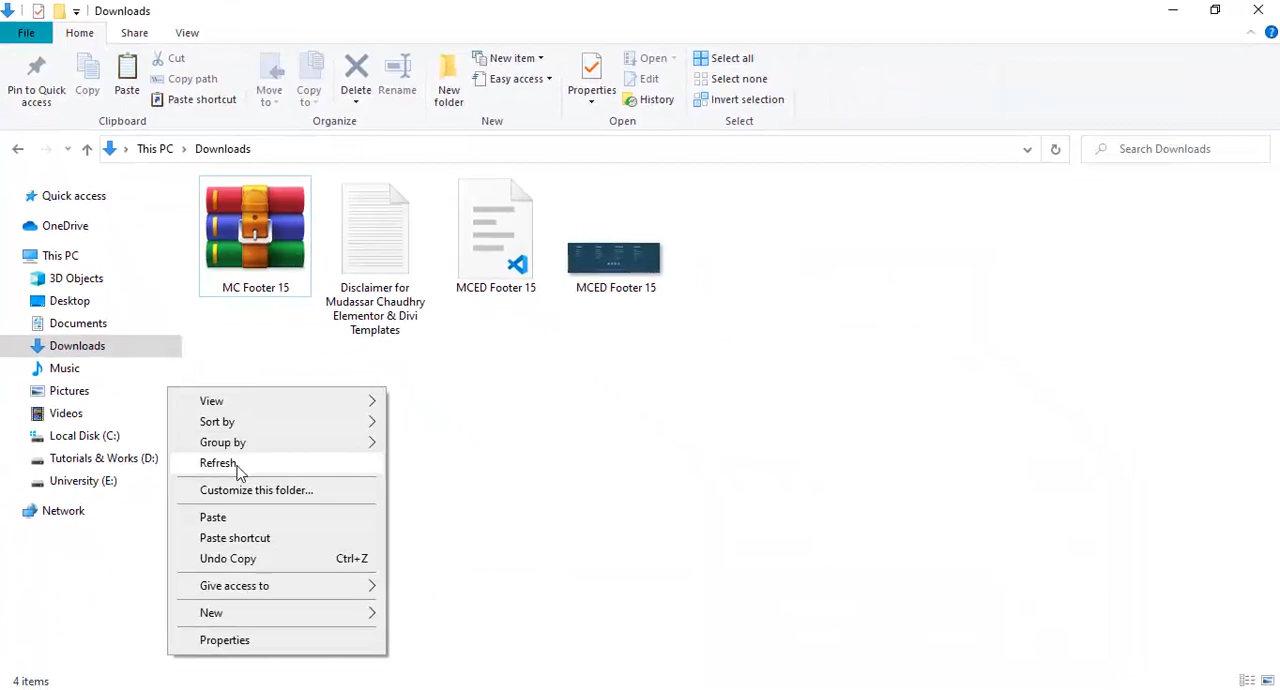 Downloads
File Home Share View
Pin to Quick access
Copy
Paste
Cut
Copy path
Paste shortcut
Clipboard
Move to
Copy to
Delete
Rename
Organize
New folder
New item
Easy access
New
Properties
Open
Edit
History
Open
Select all
Select none
Invert selection
Select
This PC Downloads
Search Downloads
Quick access
OneDrive
This PC
3D Objects
Desktop
Documents
Downloads
Music
Pictures
Videos
Local Disk (C:)
Tutorials & Works (D:)
University (E:)
Network
MC Footer 15
Disclaimer for
Mudassar Chaudhry
Elementor & Divi
Templates
MCED Footer 15
MCED Footer 15
View
Sort by
Group by
Refresh
Customize this folder...
Paste
Paste shortcut
Undo Copy Ctrl+Z
Give access to
New
Properties
4 items